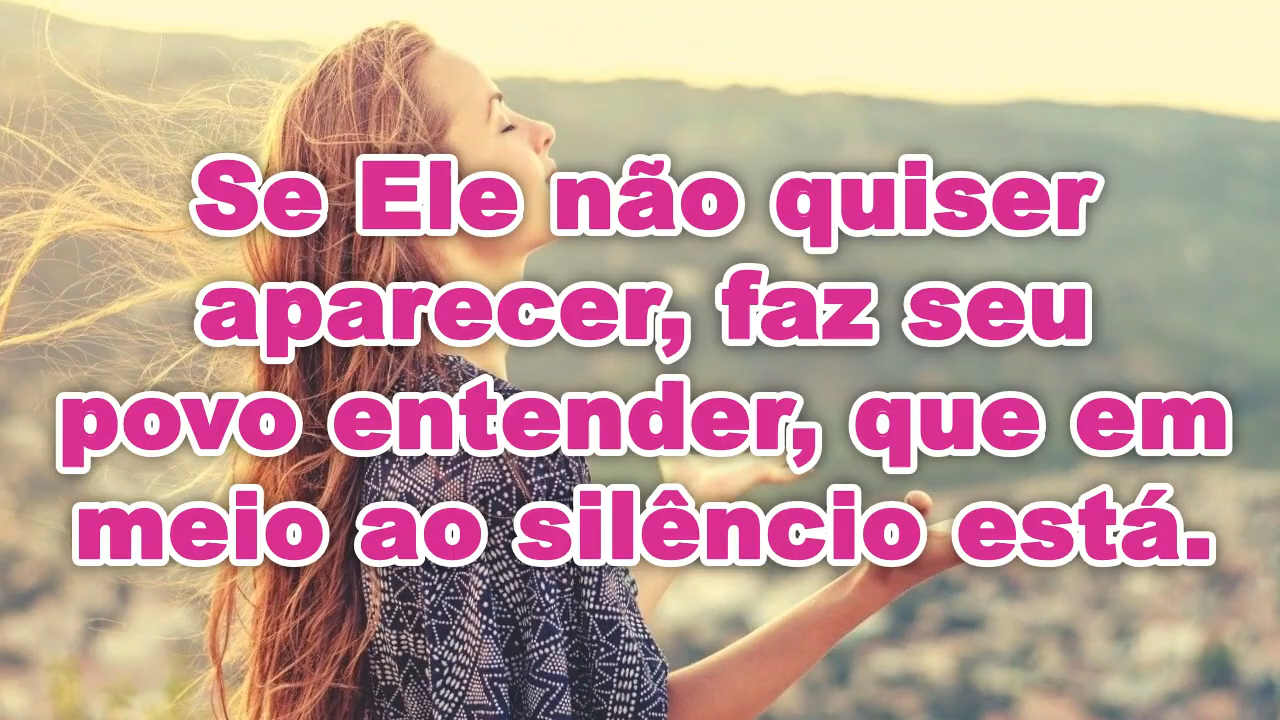 Se Ele não quiser
aparecer, faz seu
povo entender, que em
meio ao silêncio está.